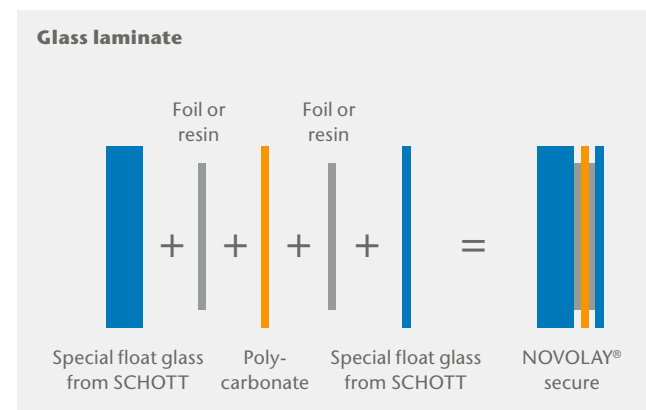 Glass laminate
Foil or
resin
Foil or
resin
+ + + + =
Special float glass
from SCHOTT
Poly-
carbonate
Special float glass
from SCHOTT
NOVOLAY®
secure